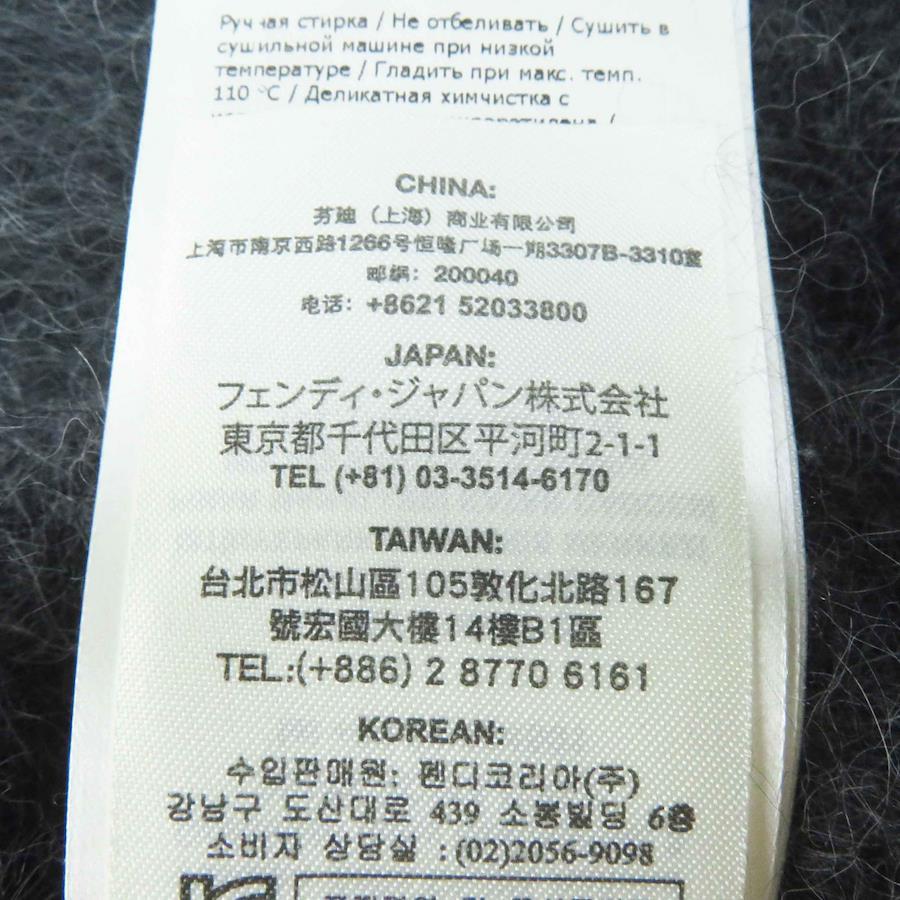 Ручная стирка / Не отбеливать / Сушить в
сушильной машине при низкой
температуре / Гладить при макс. темп.
110 °C / Деликатная химчистка с
CHINA:
芬迪（上海）商业有限公司
上海市南京西路1266号恒隆广场一期3307B-3310室
邮编：200040
电话：+8621 52033800
JAPAN:
フェンディ・ジャパン株式会社
東京都千代田区平河町2-1-1
TEL (+81) 03-3514-6170
TAIWAN:
台北市松山區105敦化北路167
號宏國大樓14樓B1區
TEL:(+886) 2 8770 6161
KOREAN:
수입판매원: 펜디코리아(주)
강남구 도산대로 439 소봉빌딩 6층
소비자 상담실 :(02)2056-9098